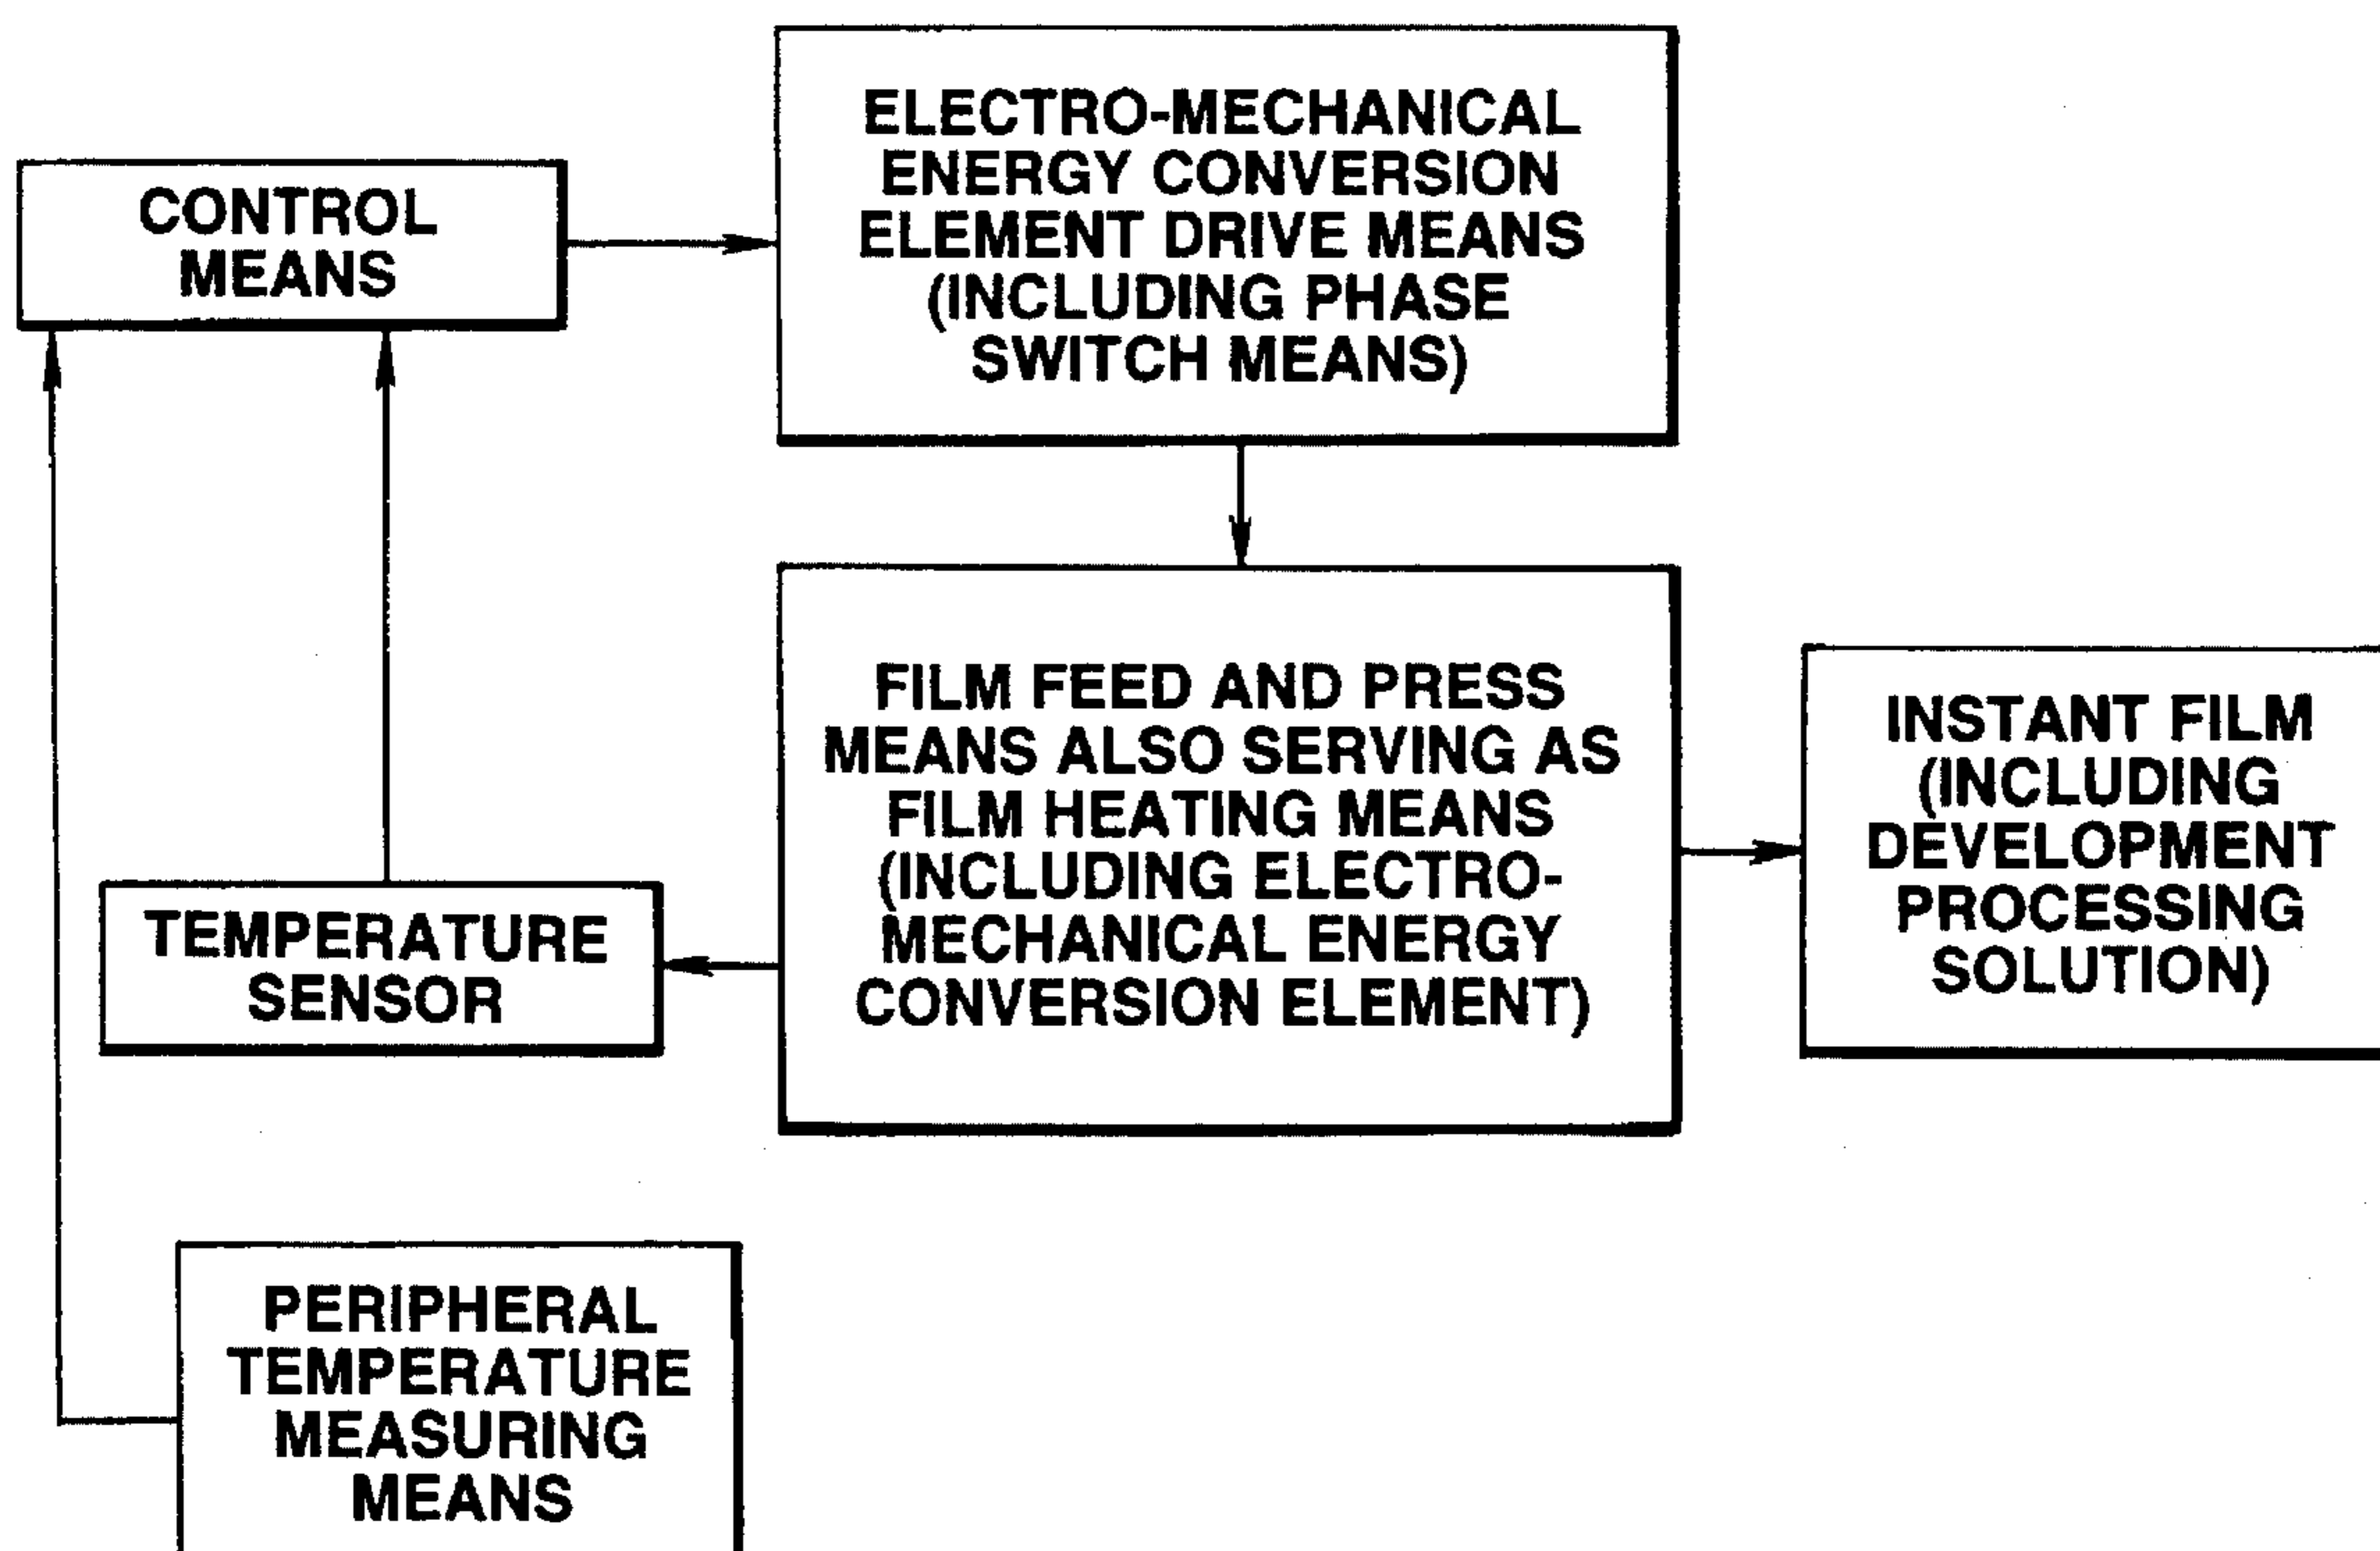 CONTROL
MEANS
ELECTRO-MECHANICAL
ENERGY CONVERSION
ELEMENT DRIVE MEANS
(INCLUDING PHASE
SWITCH MEANS)
FILM FEED AND PRESS
MEANS ALSO SERVING AS
FILM HEATING MEANS
(INCLUDING ELECTRO-
MECHANICAL ENERGY
CONVERSION ELEMENT)
INSTANT FILM
(INCLUDING
DEVELOPMENT
PROCESSING
SOLUTION)
TEMPERATURE
SENSOR
PERIPHERAL
TEMPERATURE
MEASURING
MEANS